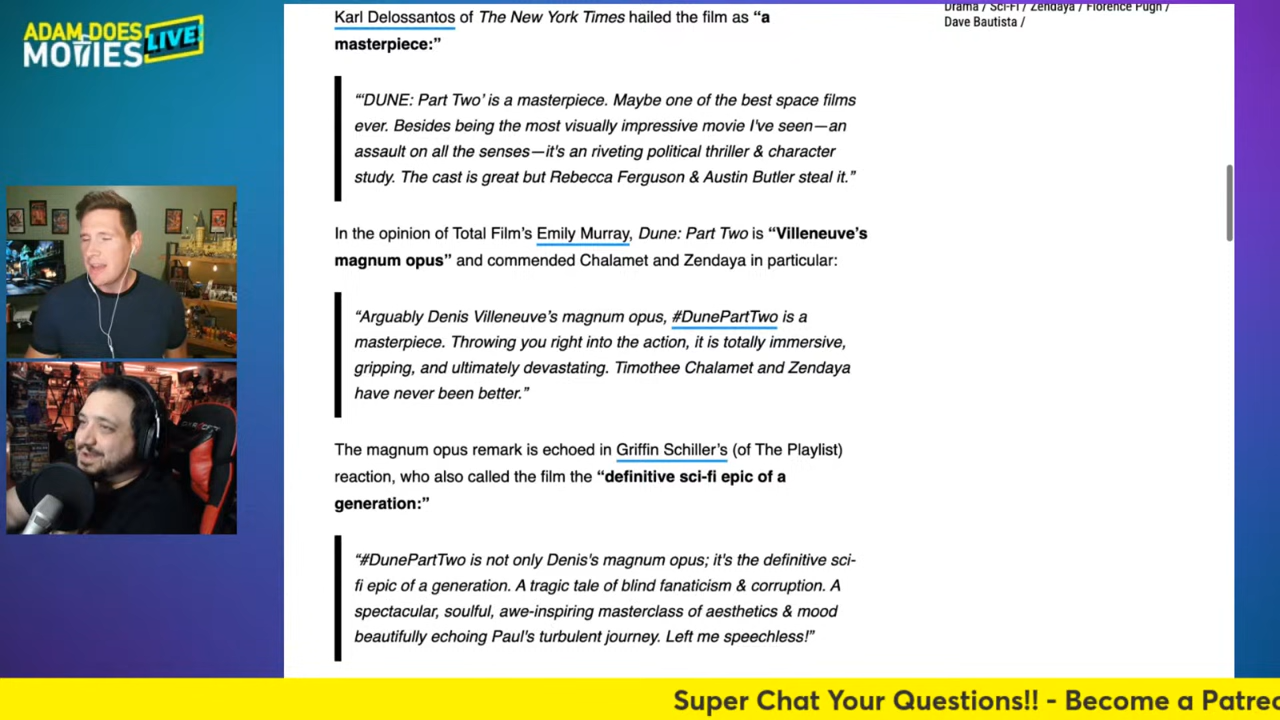 ADAM DOES
MOVIES
LIVE!
Karl Delossantos of The New York Times hailed the film as “a
masterpiece:”
“‘DUNE: Part Two’ is a masterpiece. Maybe one of the best space films
ever. Besides being the most visually impressive movie I've seen—an
assault on all the senses—it's an riveting political thriller & character
study. The cast is great but Rebecca Ferguson & Austin Butler steal it.”
In the opinion of Total Film’s Emily Murray, Dune: Part Two is “Villeneuve’s
magnum opus” and commended Chalamet and Zendaya in particular:
“Arguably Denis Villeneuve’s magnum opus, #DunePartTwo is a
masterpiece. Throwing you right into the action, it is totally immersive,
gripping, and ultimately devastating. Timothee Chalamet and Zendaya
have never been better.”
The magnum opus remark is echoed in Griffin Schiller’s (of The Playlist)
reaction, who also called the film the “definitive sci-fi epic of a
generation:”
“#DunePartTwo is not only Denis's magnum opus; it's the definitive sci-
fi epic of a generation. A tragic tale of blind fanaticism & corruption. A
spectacular, soulful, awe-inspiring masterclass of aesthetics & mood
beautifully echoing Paul's turbulent journey. Left me speechless!”
Drama / Sci-Fi / Zendaya / Florence Pugh /
Dave Bautista /
Super Chat Your Questions!! - Become a Patreo